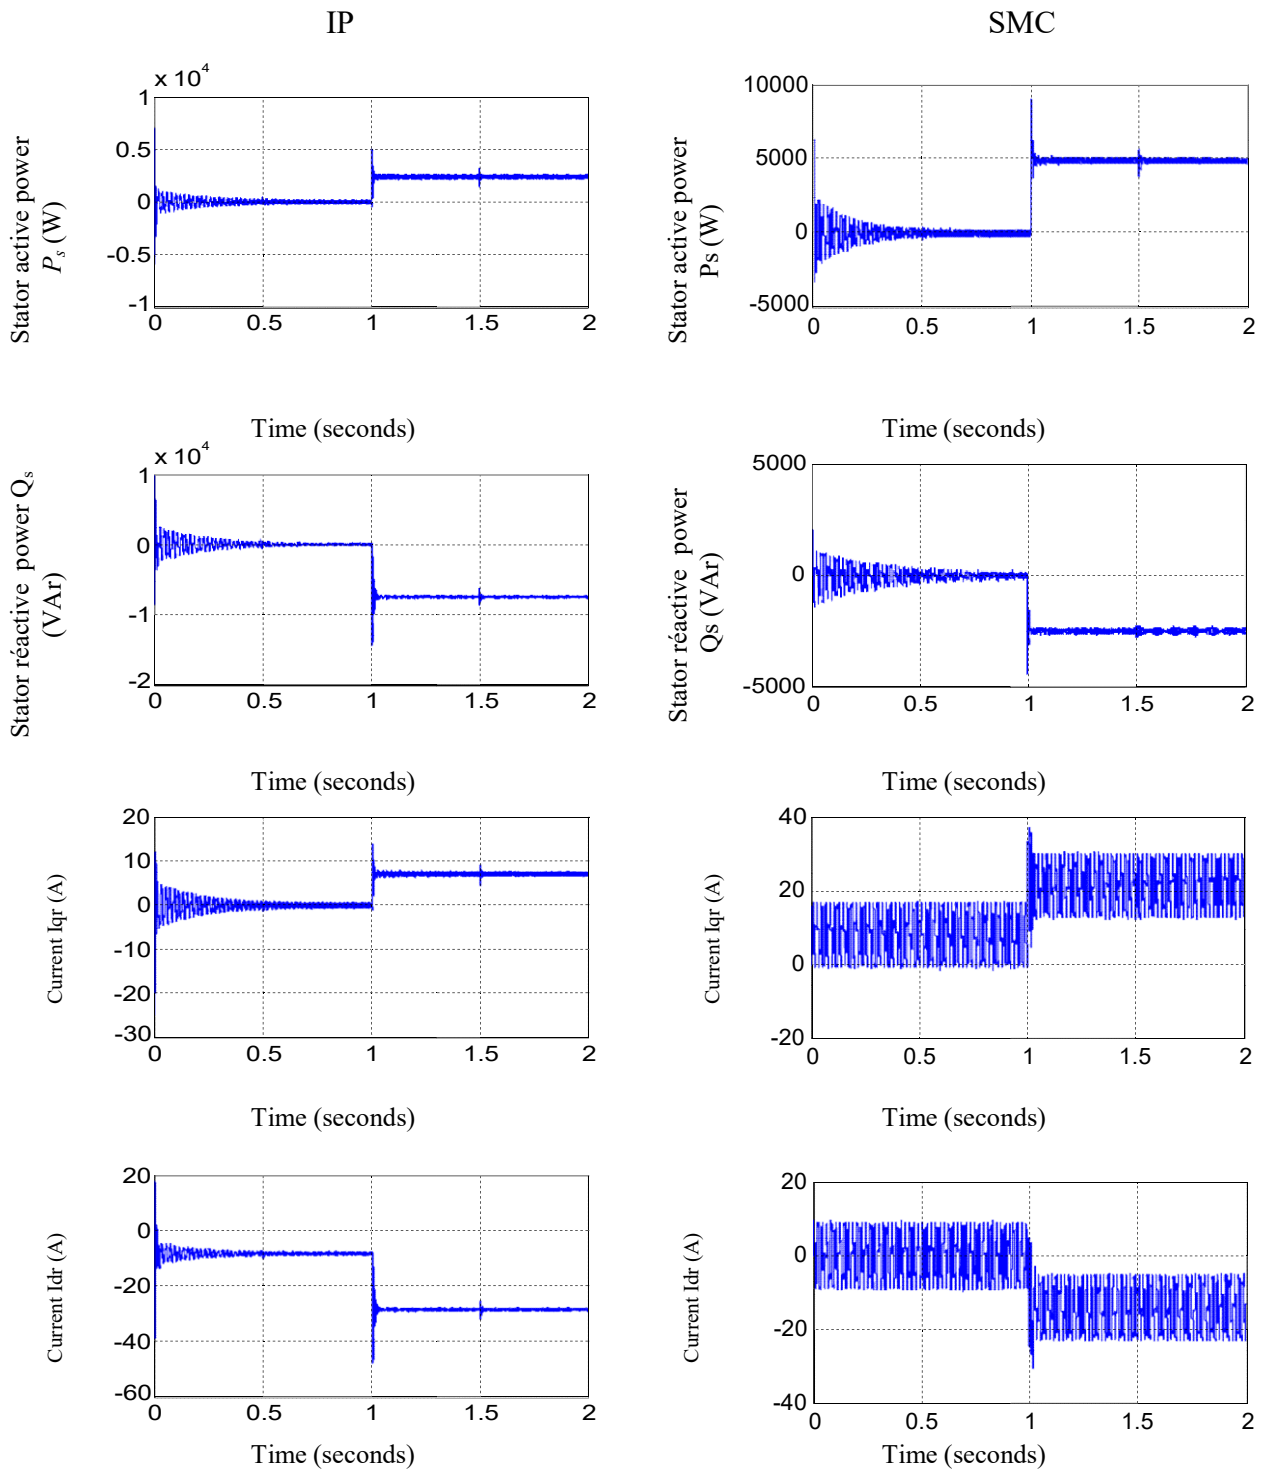 IP
SMC
x 10⁴
Stator active power
Pₛ (W)
1
0.5
0
-0.5
-1
0 0.5 1 1.5 2
Time (seconds)
Stator active power
Ps (W)
10000
5000
0
-5000
0 0.5 1 1.5 2
Time (seconds)
x 10⁴
Stator réactive power Qₛ
(VAr)
1
0
-1
-2
0 0.5 1 1.5 2
Time (seconds)
Stator réactive power
Qs (VAr)
5000
0
-5000
0 0.5 1 1.5 2
Time (seconds)
Current Iqr (A)
20
10
0
-10
-20
-30
0 0.5 1 1.5 2
Time (seconds)
Current Iqr (A)
40
20
0
-20
0 0.5 1 1.5 2
Time (seconds)
Current Idr (A)
20
0
-20
-40
-60
0 0.5 1 1.5 2
Time (seconds)
Current Idr (A)
20
0
-20
-40
0 0.5 1 1.5 2
Time (seconds)